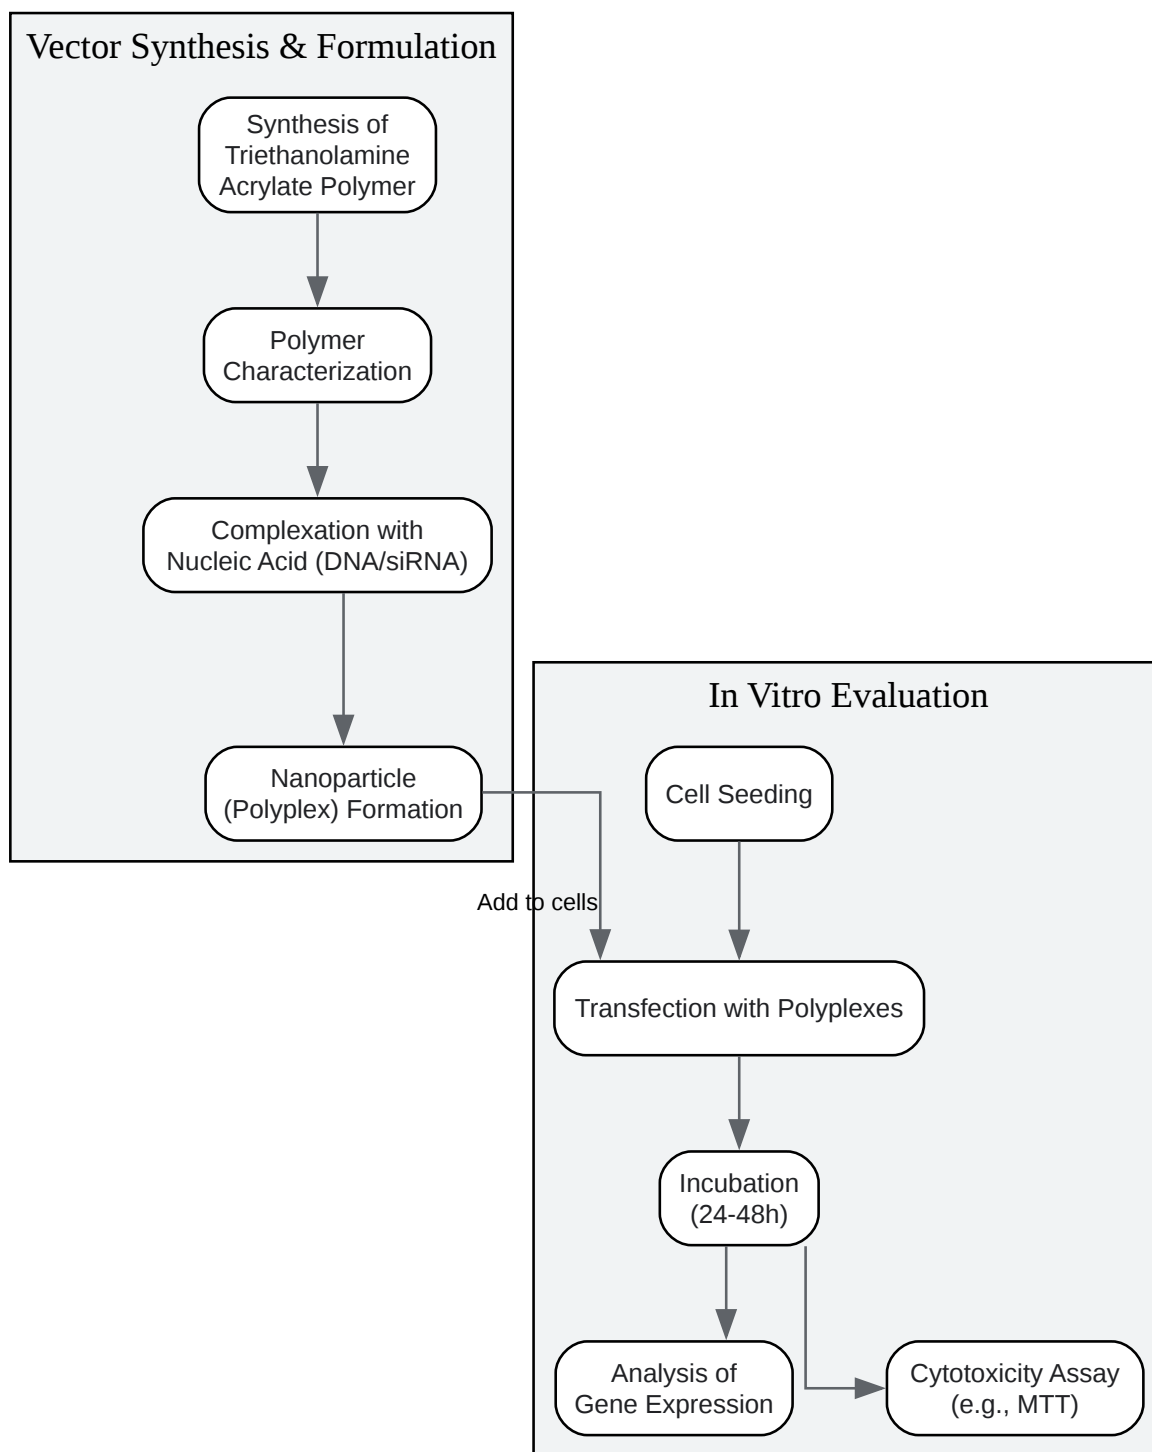 Vector Synthesis & Formulation
Synthesis of
Triethanolamine
Acrylate Polymer
Polymer
Characterization
Complexation with
Nucleic Acid (DNA/siRNA)
Nanoparticle
(Polyplex) Formation
Add to cells
In Vitro Evaluation
Cell Seeding
Transfection with Polyplexes
Incubation
(24-48h)
Analysis of
Gene Expression
Cytotoxicity Assay
(e.g., MTT)